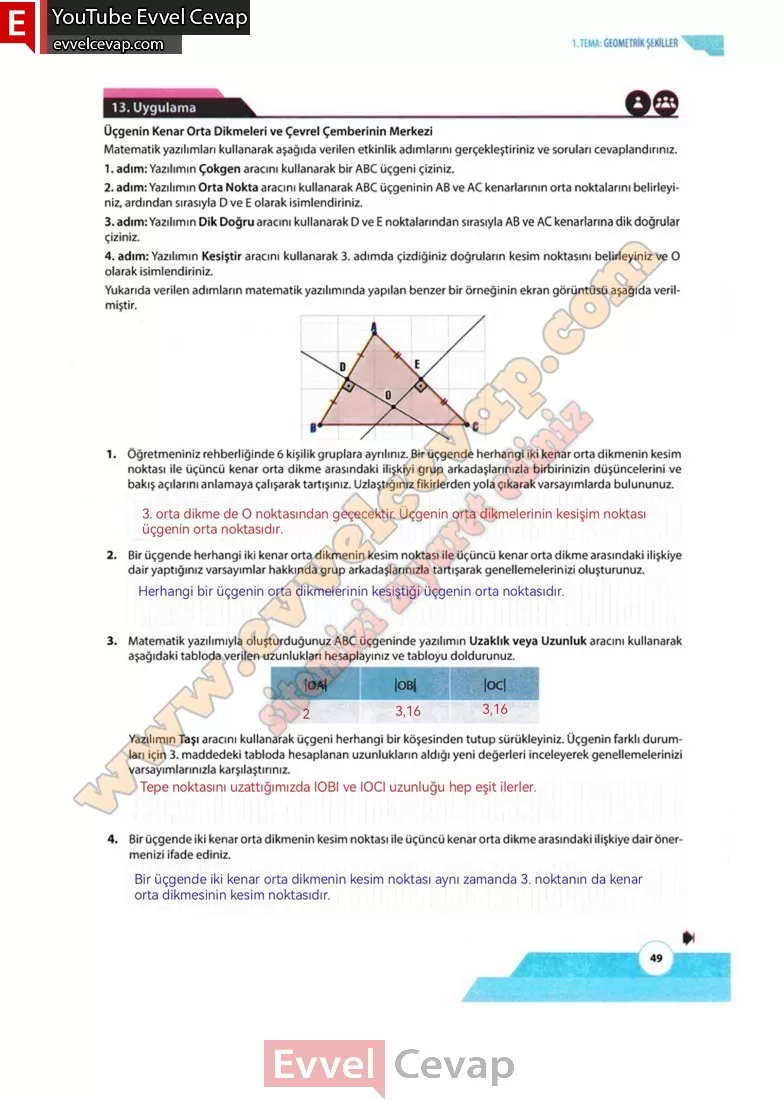 YouTube Evvel Cevap
evvelcevap.com
1. TEMA: GEOMETRİK ŞEKİLLER
13. Uygulama
Üçgenin Kenar Orta Dikmeleri ve Çevrel Çemberinin Merkezi
Matematik yazılımları kullanarak aşağıda verilen etkinlik adımlarını gerçekleştiriniz ve soruları cevaplandırınız.
1. adım: Yazılımın Çokgen aracını kullanarak bir ABC üçgeni çiziniz.
2. adım: Yazılımın Orta Nokta aracını kullanarak ABC üçgeninin AB ve AC kenarlarının orta noktalarını belirleyi-
niz, ardından sırasıyla D ve E olarak isimlendiriniz.
3. adım: Yazılımın Dik Doğru aracını kullanarak D ve E noktalarından sırasıyla AB ve AC kenarlarına dik doğrular
çiziniz.
4. adım: Yazılımın Kesiştir aracını kullanarak 3. adımda çizdiğiniz doğruların kesim noktasını belirleyiniz ve O
olarak isimlendiriniz.
Yukarıda verilen adımların matematik yazılımında yapılan benzer bir örneğinin ekran görüntüsü aşağıda veril-
miştir.
A
D E
O
B C
1. Öğretmeniniz rehberliğinde 6 kişilik gruplara ayrılınız. Bir üçgende herhangi iki kenar orta dikmenin kesim
noktası ile üçüncü kenar orta dikme arasındaki ilişkiyi grup arkadaşlarınızla birbirinizin düşüncelerini ve
bakış açılarını anlamaya çalışarak tartışınız. Uzlaştığınız fikirlerden yola çıkarak varsayımlarda bulununuz.
3. orta dikme de O noktasından geçecektir. Üçgenin orta dikmelerinin kesişim noktası
üçgenin orta noktasıdır.
2. Bir üçgende herhangi iki kenar orta dikmenin kesim noktası ile üçüncü kenar orta dikme arasındaki ilişkiye
dair yaptığınız varsayımlar hakkında grup arkadaşlarınızla tartışarak genellemelerinizi oluşturunuz.
Herhangi bir üçgenin orta dikmelerinin kesiştiği üçgenin orta noktasıdır.
3. Matematik yazılımıyla oluşturduğunuz ABC üçgeninde yazılımın Uzaklık veya Uzunluk aracını kullanarak
aşağıdaki tabloda verilen uzunlukları hesaplayınız ve tabloyu doldurunuz.
|OA| |OB| |OC|
2 3,16 3,16
Yazılımın Taşı aracını kullanarak üçgeni herhangi bir köşesinden tutup sürükleyiniz. Üçgenin farklı durum-
ları için 3. maddedeki tabloda hesaplanan uzunlukların aldığı yeni değerleri inceleyerek genellemelerinizi
varsayımlarınızla karşılaştırınız.
Tepe noktasını uzattığımızda IOBI ve IOCI uzunluğu hep eşit ilerler.
4. Bir üçgende iki kenar orta dikmenin kesim noktası ile üçüncü kenar orta dikme arasındaki ilişkiye dair öner-
menizi ifade ediniz.
Bir üçgende iki kenar orta dikmenin kesim noktası aynı zamanda 3. noktanın da kenar
orta dikmesinin kesim noktasıdır.
www.evvelcevap.com
sitemizi ziyaret ediniz
49
Evvel Cevap